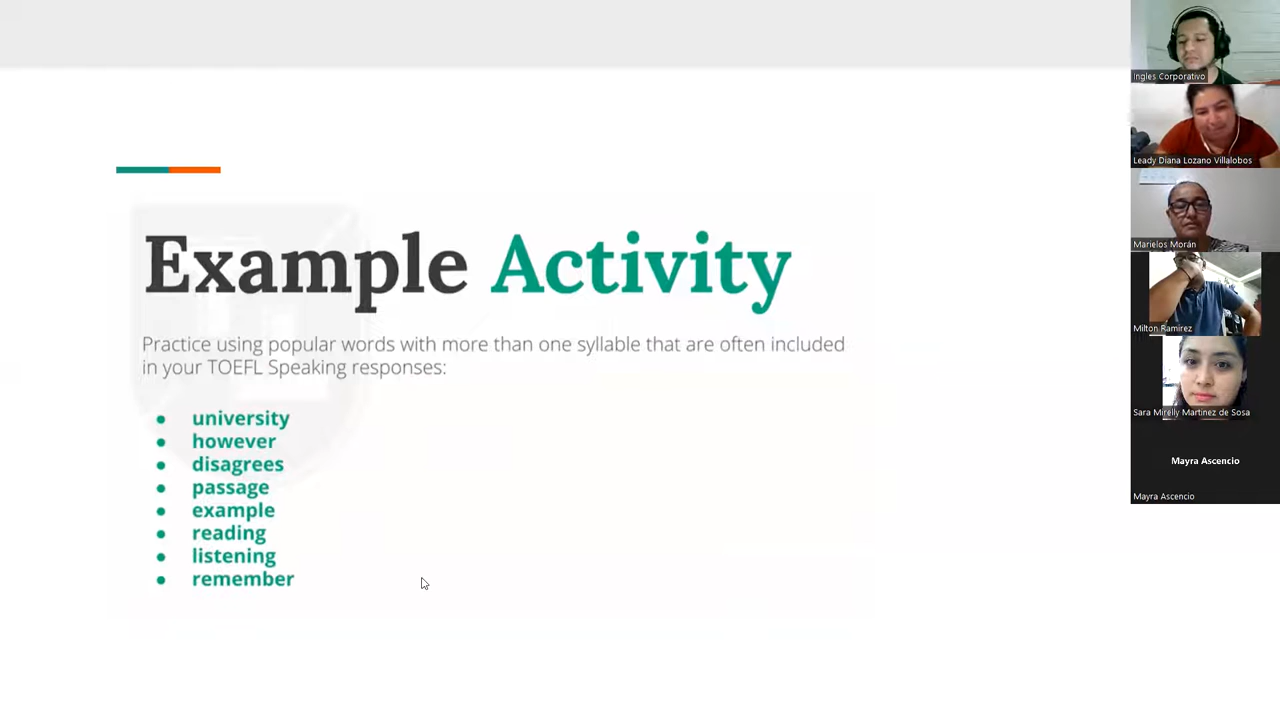 Example Activity
Practice using popular words with more than one syllable that are often included
in your TOEFL Speaking responses:
• university
• however
• disagrees
• passage
• example
• reading
• listening
• remember
Ingles Corporativo
Leady Diana Lozano Villalobos
Marielos Morán
Milton Ramirez
Sara Mirelly Martinez de Sosa
Mayra Ascencio
Mayra Ascencio